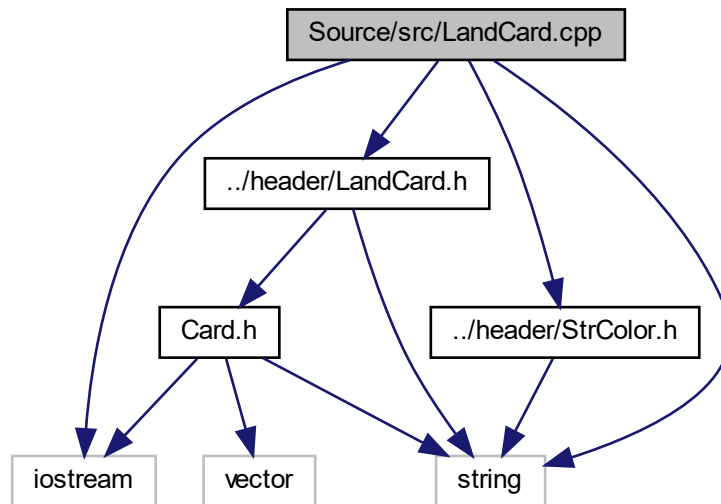 Source/src/LandCard.cpp
../header/LandCard.h
Card.h
../header/StrColor.h
iostream
vector
string